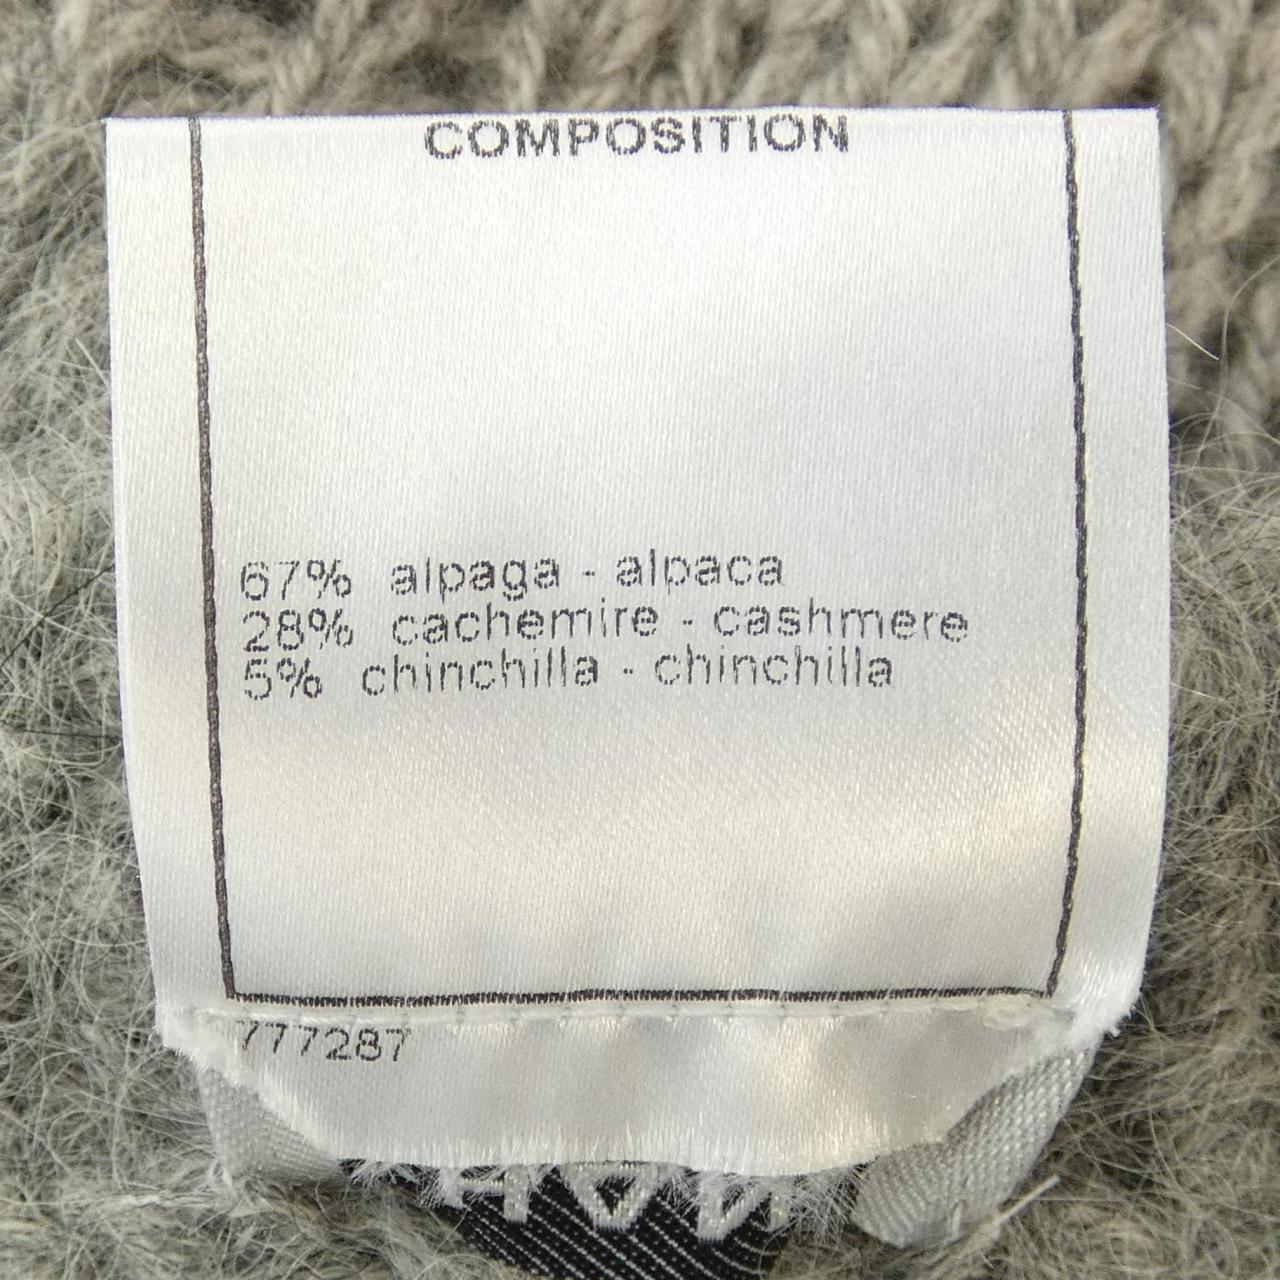 COMPOSITION
67% alpaga - alpaca
28% cachemire - cashmere
5% chinchilla - chinchilla
777287